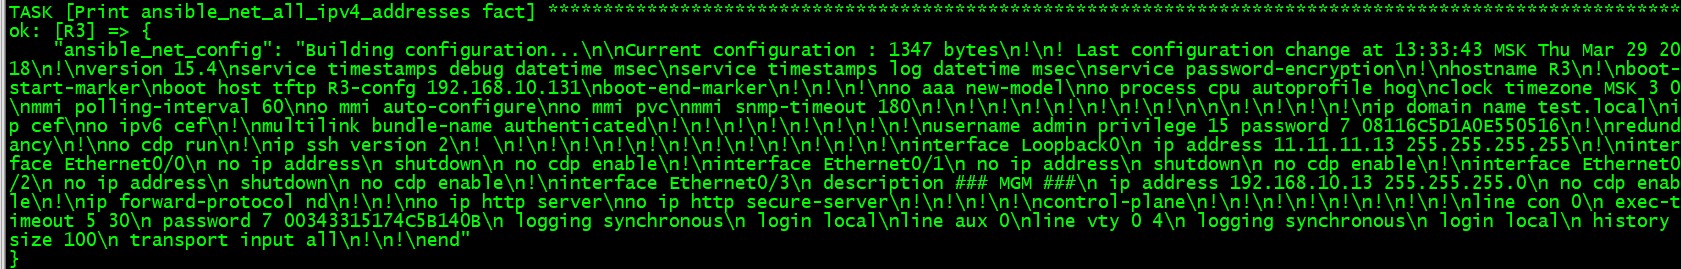 TASK [Print ansible_net_all_ipv4_addresses fact] *******************************************************************************************************
ok: [R3] => {
    "ansible_net_config": "Building configuration...\n\nCurrent configuration : 1347 bytes\n!\n! Last configuration change at 13:33:43 MSK Thu Mar 29 20
18\n!\nversion 15.4\nservice timestamps debug datetime msec\nservice timestamps log datetime msec\nservice password-encryption\n!\nhostname R3\n!\nboot-
start-marker\nboot host tftp R3-confg 192.168.10.131\nboot-end-marker\n!\n!\n!\nno aaa new-model\nno process cpu autoprofile hog\nclock timezone MSK 3 0
\nmmi polling-interval 60\nno mmi auto-configure\nno mmi pvc\nmmi snmp-timeout 180\n!\n!\n!\n!\n!\n!\n!\n!\n\n!\n!\n!\n!\nip domain name test.local\ni
p cef\nno ipv6 cef\n!\nmultilink bundle-name authenticated\n!\n!\n!\n!\n!\n!\n!\n!\n!\nusername admin privilege 15 password 7 08116C5D1A0E550516\n!\nredund
ancy\n!\nno cdp run\n!\nip ssh version 2\n! \n!\n!\n!\n!\n!\n!\n!\n!\n!\n!\ninterface Loopback0\n ip address 11.11.11.13 255.255.255.255\n!\ninter
face Ethernet0/0\n no ip address\n shutdown\n no cdp enable\n!\ninterface Ethernet0/1\n no ip address\n shutdown\n no cdp enable\n!\ninterface Ethernet0
/2\n no ip address\n shutdown\n no cdp enable\n!\ninterface Ethernet0/3\n description ### MGM ###\n ip address 192.168.10.13 255.255.255.0\n no cdp enab
le\n!\nip forward-protocol nd\n!\n!\nno ip http server\nno ip http secure-server\n!\n!\n!\n!\ncontrol-plane\n!\n!\n!\n!\n!\n!\n!\n!\nline con 0\n exec-t
imeout 5 30\n password 7 00343315174C5B140B\n logging synchronous\n login local\nline aux 0\nline vty 0 4\n logging synchronous\n login local\n history
size 100\n transport input all\n!\n!\nend"
}